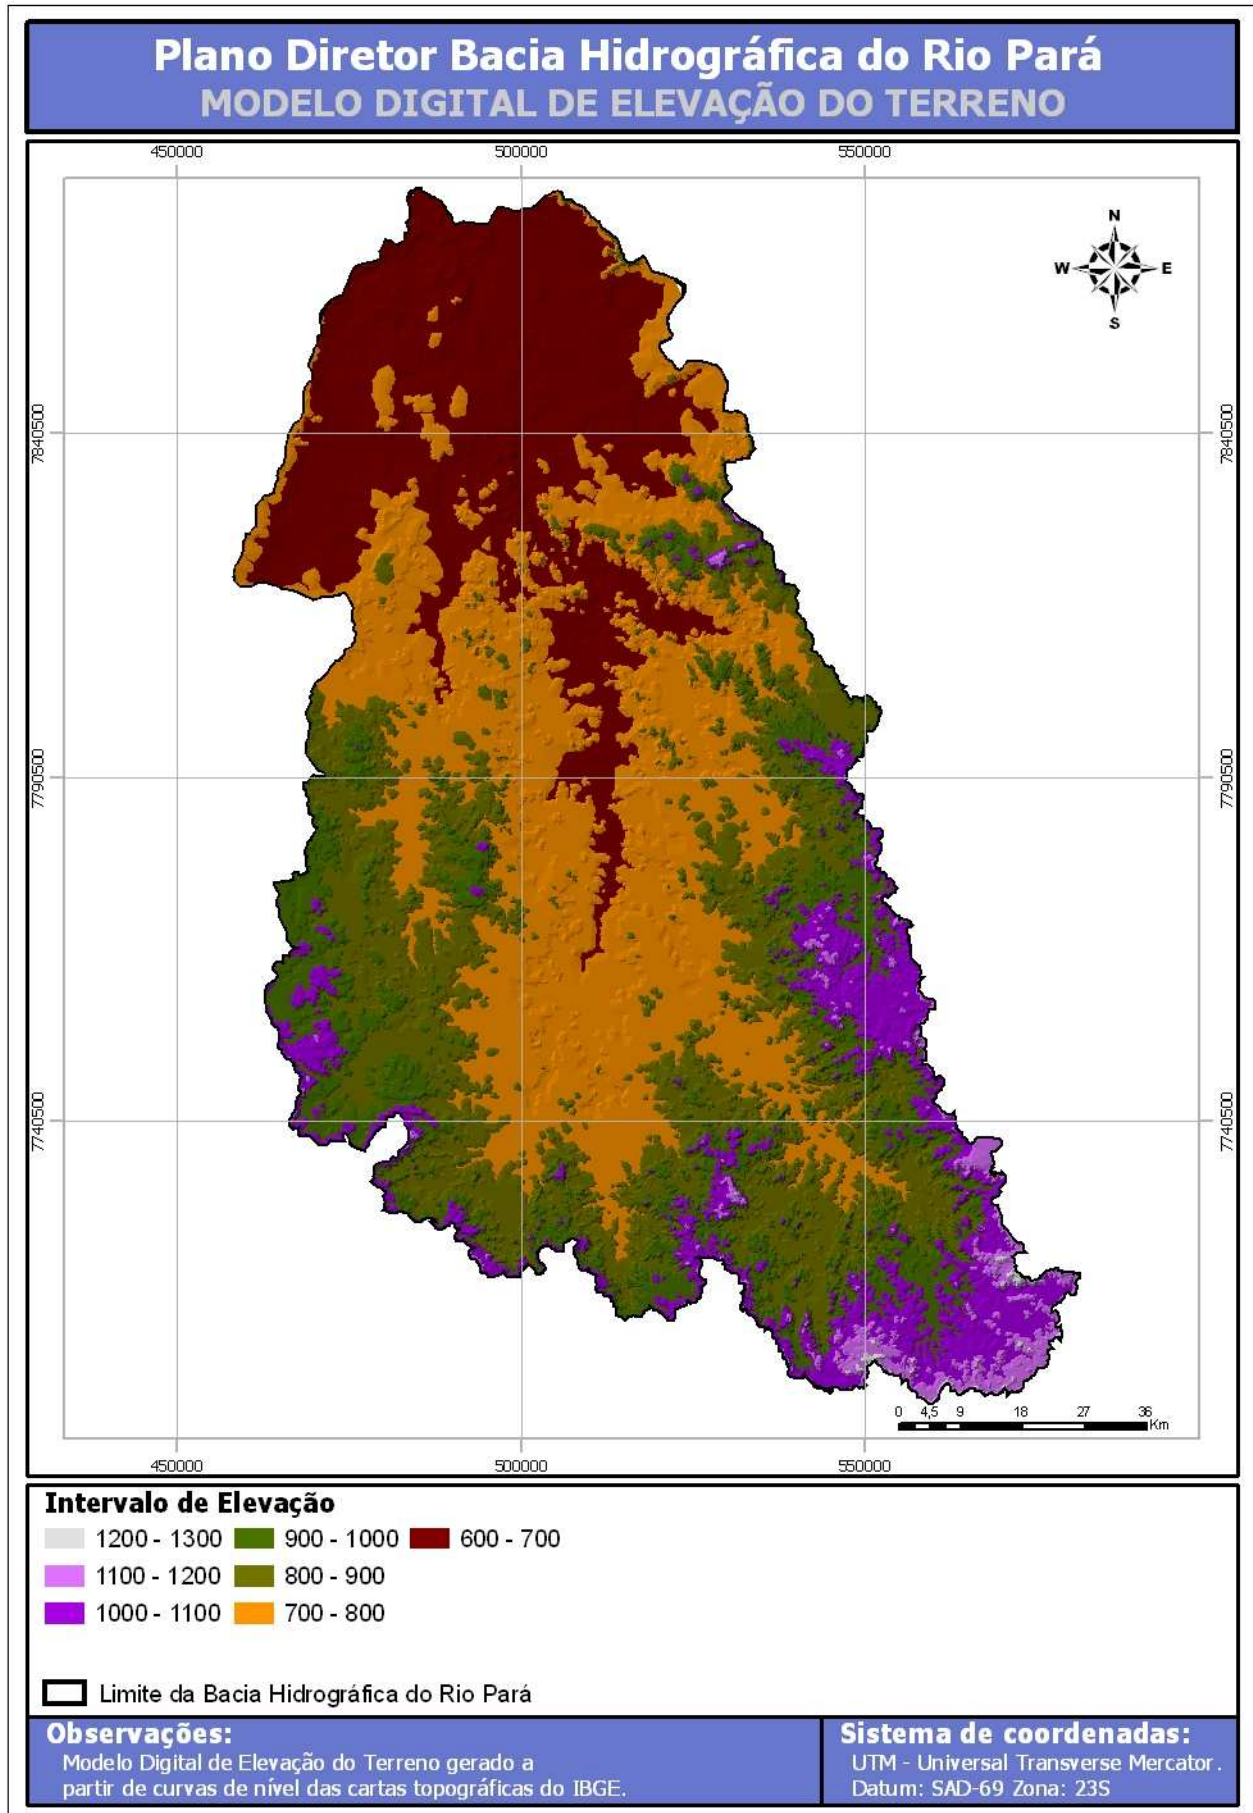 Plano Diretor Bacia Hidrográfica do Rio Pará
MODELO DIGITAL DE ELEVAÇÃO DO TERRENO
450000 500000 550000
N
W E
S
7840500 7840500
7790500 7790500
7740500 7740500
0 4,5 9 18 27 36
Km
450000 500000 550000
Intervalo de Elevação
1200 - 1300 900 - 1000 600 - 700
1100 - 1200 800 - 900
1000 - 1100 700 - 800
Limite da Bacia Hidrográfica do Rio Pará
Observações:
Modelo Digital de Elevação do Terreno gerado a
partir de curvas de nível das cartas topográficas do IBGE.
Sistema de coordenadas:
UTM - Universal Transverse Mercator.
Datum: SAD-69 Zona: 23S